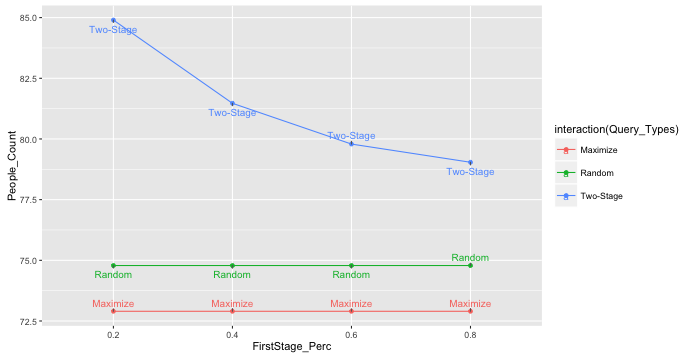 85.0
82.5
80.0
77.5
75.0
72.5
People_Count
Two-Stage
Two-Stage
Two-Stage
Two-Stage
Random
Random
Random
Random
Maximize
Maximize
Maximize
Maximize
0.2 0.4 0.6 0.8
FirstStage_Perc
interaction(Query_Types)
Maximize
Random
Two-Stage